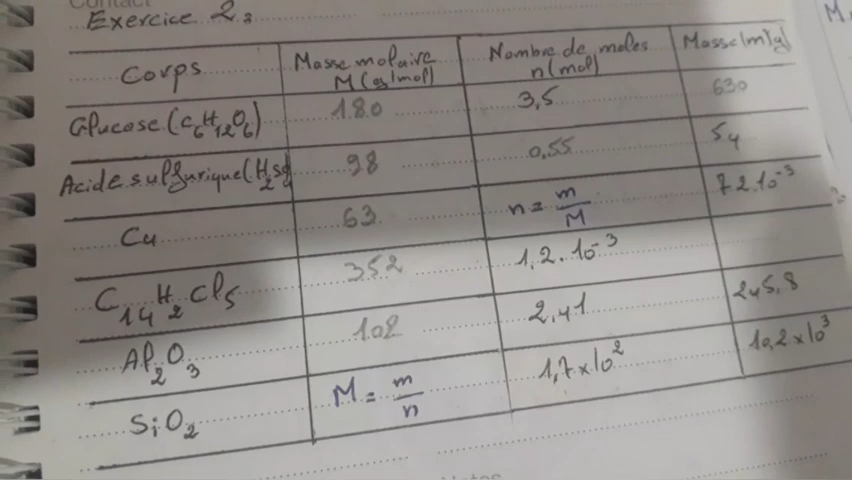 Contact
Exercice 2:
Corps Masse molaire M(g/mol) Nombre de moles n(mol) Masse(m)(g)
Glucose (C6H12O6) 180 3,5 630
Acide sulfurique (H2SO4) 98 0,55 54
Cu 63 n = m/M 72.10⁻³
C14H2Cl5 352 1,2.10⁻³
Al2O3 102 2,41 245,8
SiO2 M = m/n 1,7×10² 10,2×10³
Notes